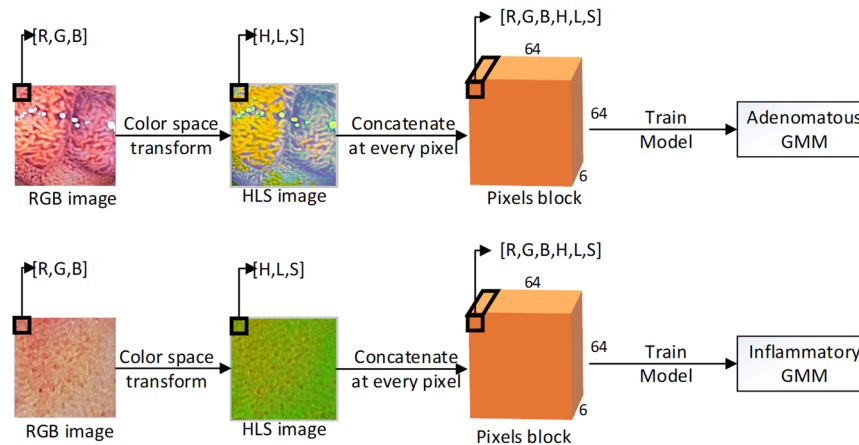 [R,G,B]
[H,L,S]
[R,G,B,H,L,S]
64
64
6
Color space
transform
Concatenate
at every pixel
Train
Model
Adenomatous
GMM
RGB image
HLS image
Pixels block
[R,G,B]
[H,L,S]
[R,G,B,H,L,S]
64
64
6
Color space
transform
Concatenate
at every pixel
Train
Model
Inflammatory
GMM
RGB image
HLS image
Pixels block